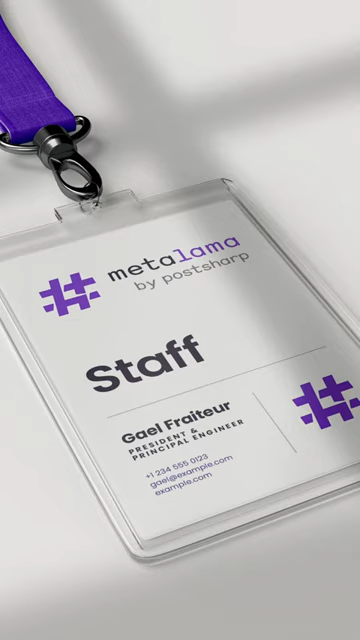 metalama
by postsharp
Staff
Gael Fraiteur
PRESIDENT &
PRINCIPAL ENGINEER
+1 234 555 0123
gael@example.com
example.com